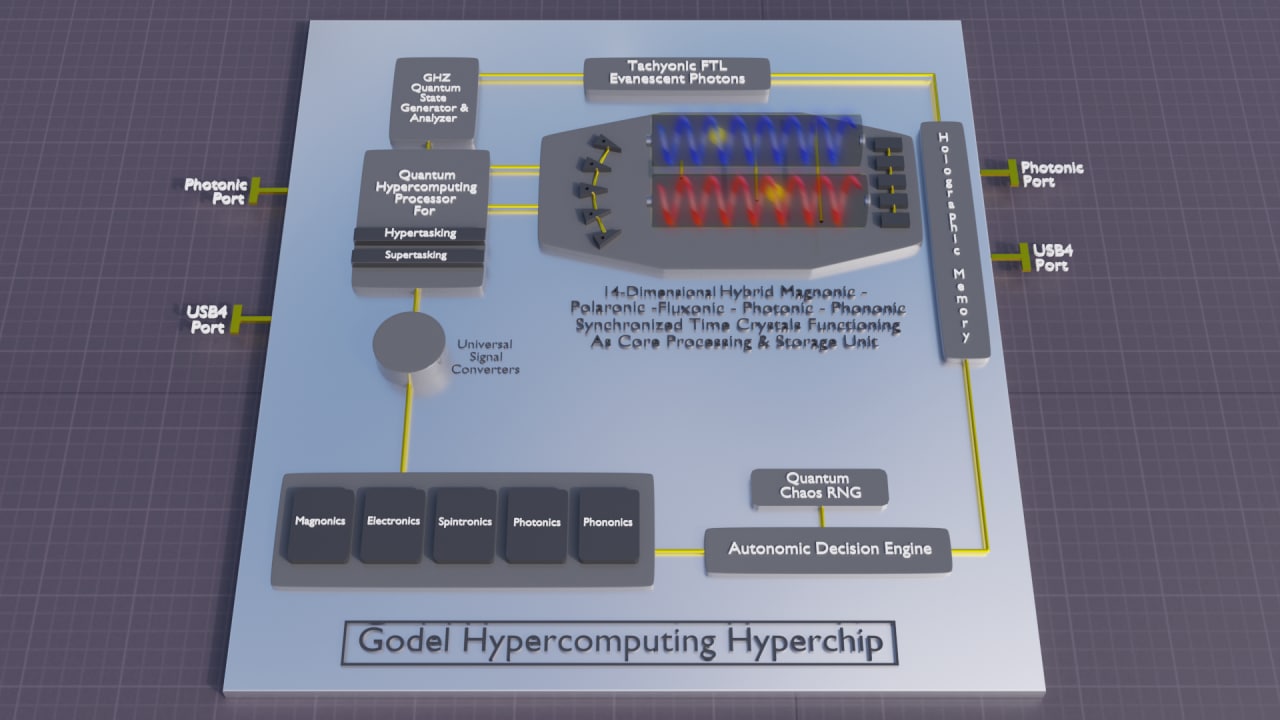 GHZ
Quantum
State
Generator &
Analyzer
Tachyonic FTL
Evanescent Photons
Quantum
Hypercomputing
Processor
For
Hypertasking
Supertasking
Holographic Memory
Photonic
Port
USB4
Port
Photonic
Port
USB4
Port
14-Dimensional Hybrid Magnonic -
Polaronic -Fluxonic - Photonic - Phononic
Synchronized Time Crystals Functioning
As Core Processing & Storage Unit
Universal
Signal
Converters
Magnonics
Electronics
Spintronics
Photonics
Phononics
Quantum
Chaos RNG
Autonomic Decision Engine
Godel Hypercomputing Hyperchip